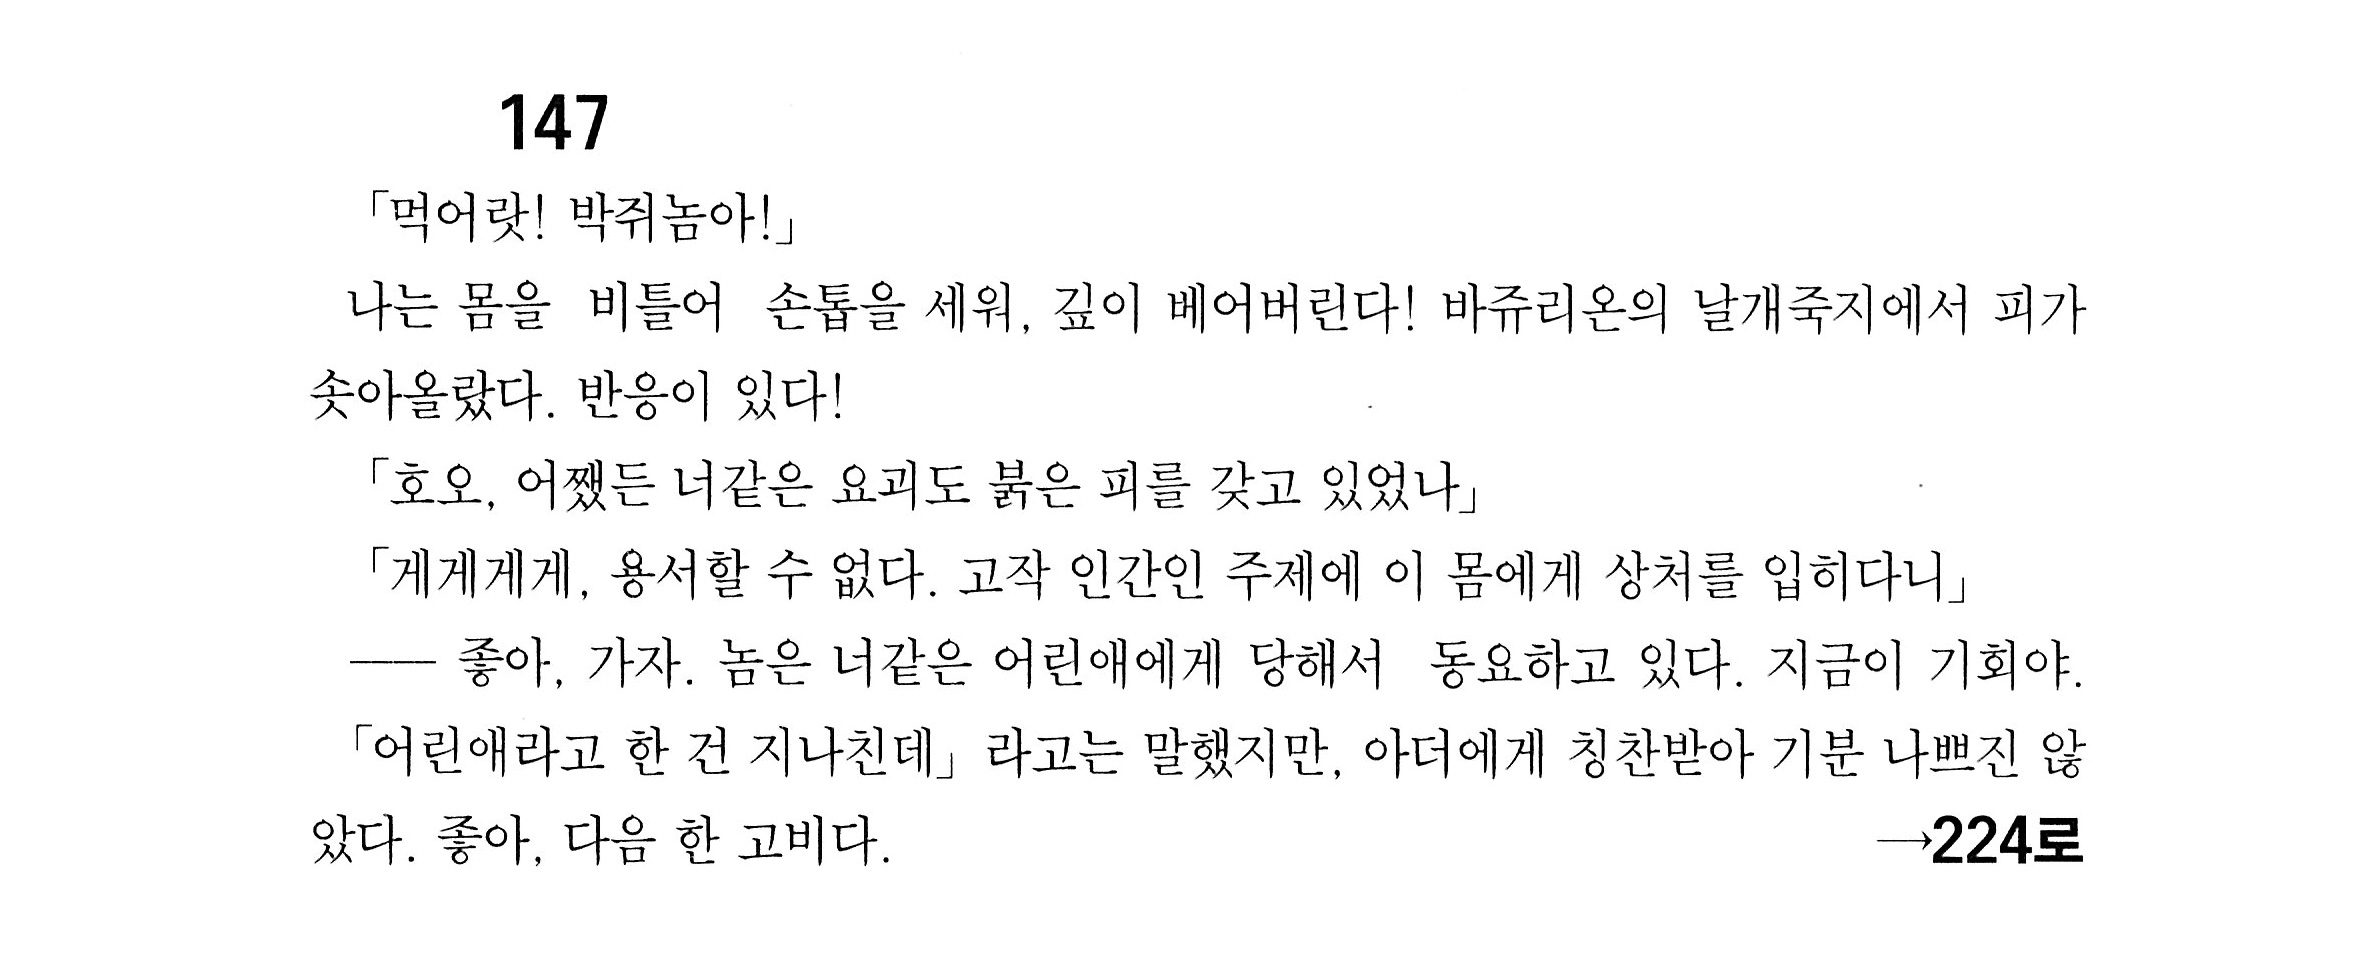 147
「먹어랏! 박쥐놈아!」
나는 몸을 비틀어 손톱을 세워, 깊이 베어버린다! 바쥬리온의 날개죽지에서 피가
솟아올랐다. 반응이 있다!
「호오, 어쨌든 너같은 요괴도 붉은 피를 갖고 있었나」
「게게게게, 용서할 수 없다. 고작 인간인 주제에 이 몸에게 상처를 입히다니」
―― 좋아, 가자. 놈은 너같은 어린애에게 당해서 동요하고 있다. 지금이 기회야.
「어린애라고 한 건 지나친데」라고는 말했지만, 아더에게 칭찬받아 기분 나쁘진 않
았다. 좋아, 다음 한 고비다. →224로